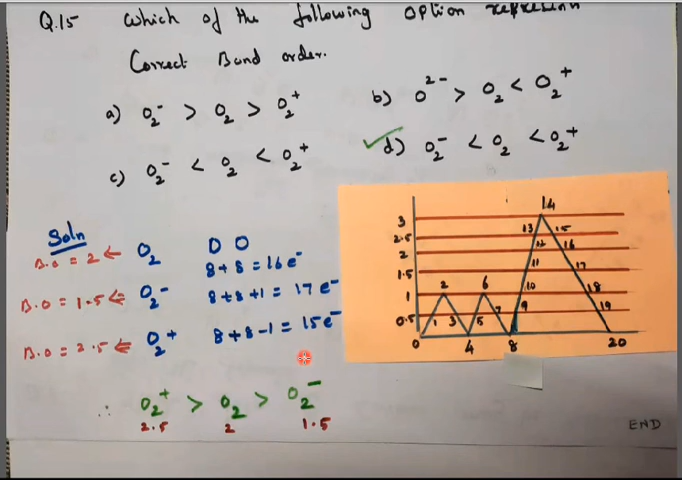 Q.15 which of the following option represent
Correct Bond order.
a) O₂⁻ > O₂ > O₂⁺
b) O²⁻ > O₂ < O₂⁺
c) O₂⁻ < O₂ < O₂⁺
d) O₂⁻ < O₂ < O₂⁺
Soln
B.O = 2 ← O₂ O O
8 + 8 = 16 e⁻
B.O = 1.5 ← O₂⁻ 8 + 8 + 1 = 17 e⁻
B.O = 2.5 ← O₂⁺ 8 + 8 - 1 = 15 e⁻
∴ O₂⁺ > O₂ > O₂⁻
2.5 2 1.5
14
3
13 15
2.5
12 16
2
11 17
1.5
2 6 10 18
1
1 3 5 7 9 19
0.5
0 4 8 20
END